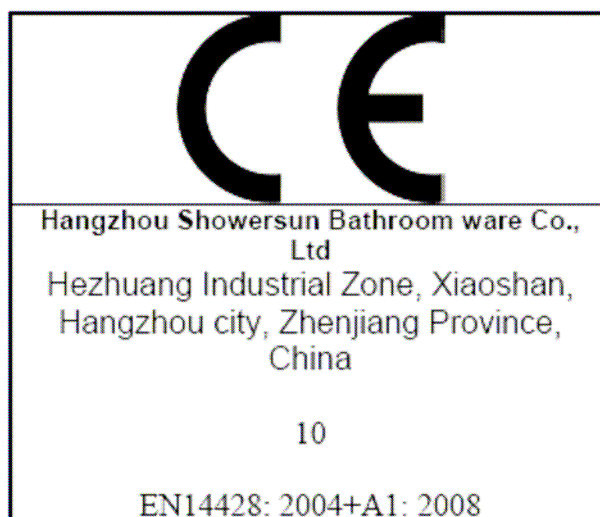 CE
Hangzhou Showersun Bathroom ware Co.,
Ltd
Hezhuang Industrial Zone, Xiaoshan,
Hangzhou city, Zhenjiang Province,
China
10
EN14428: 2004+A1: 2008